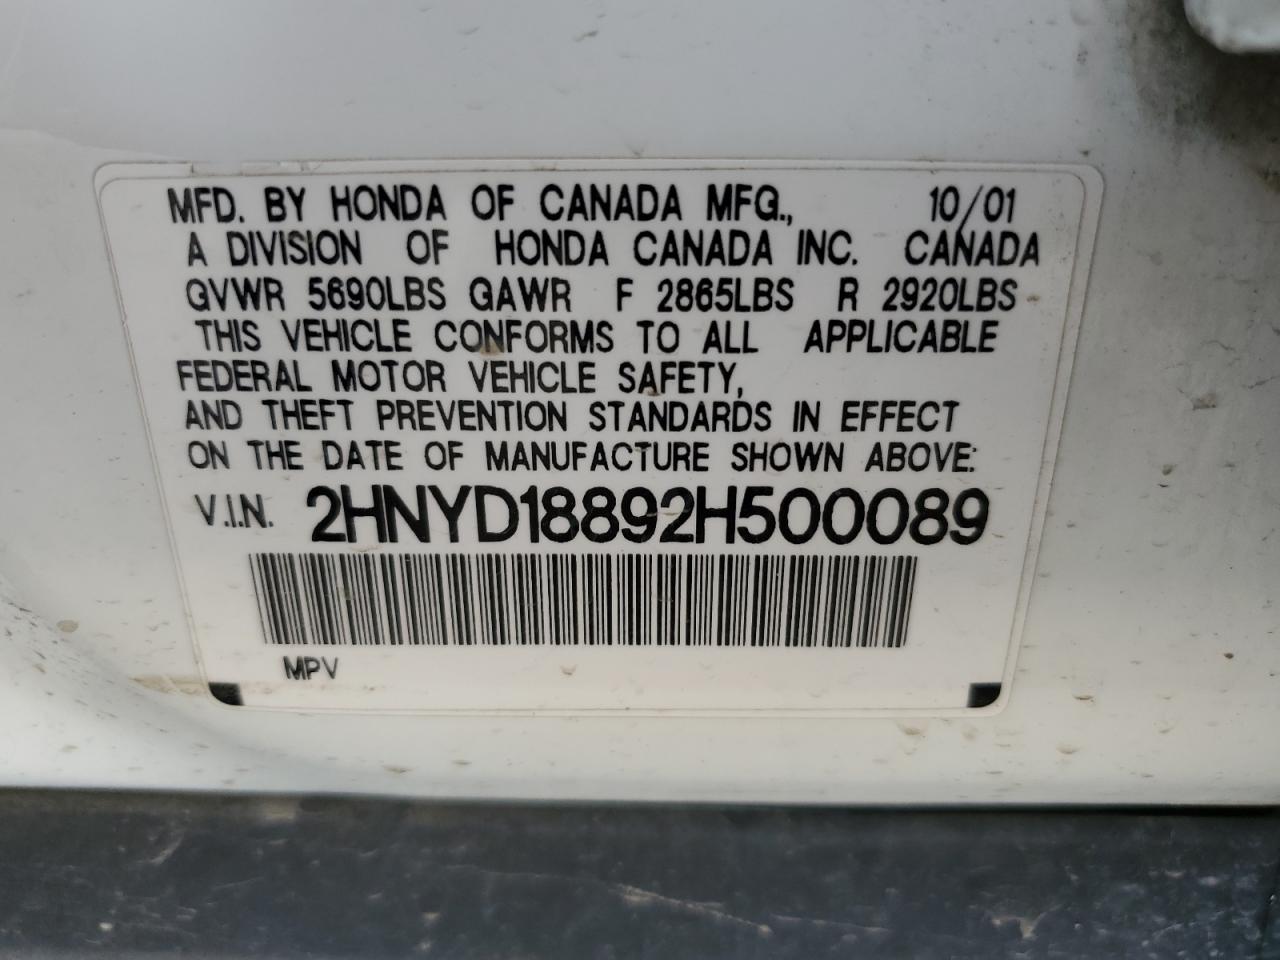 MFD. BY HONDA OF CANADA MFG., 10/01
A DIVISION OF HONDA CANADA INC. CANADA
GVWR 5690LBS GAWR F 2865LBS R 2920LBS
THIS VEHICLE CONFORMS TO ALL APPLICABLE
FEDERAL MOTOR VEHICLE SAFETY,
AND THEFT PREVENTION STANDARDS IN EFFECT
ON THE DATE OF MANUFACTURE SHOWN ABOVE:
V.I.N. 2HNYD18892H500089
MPV